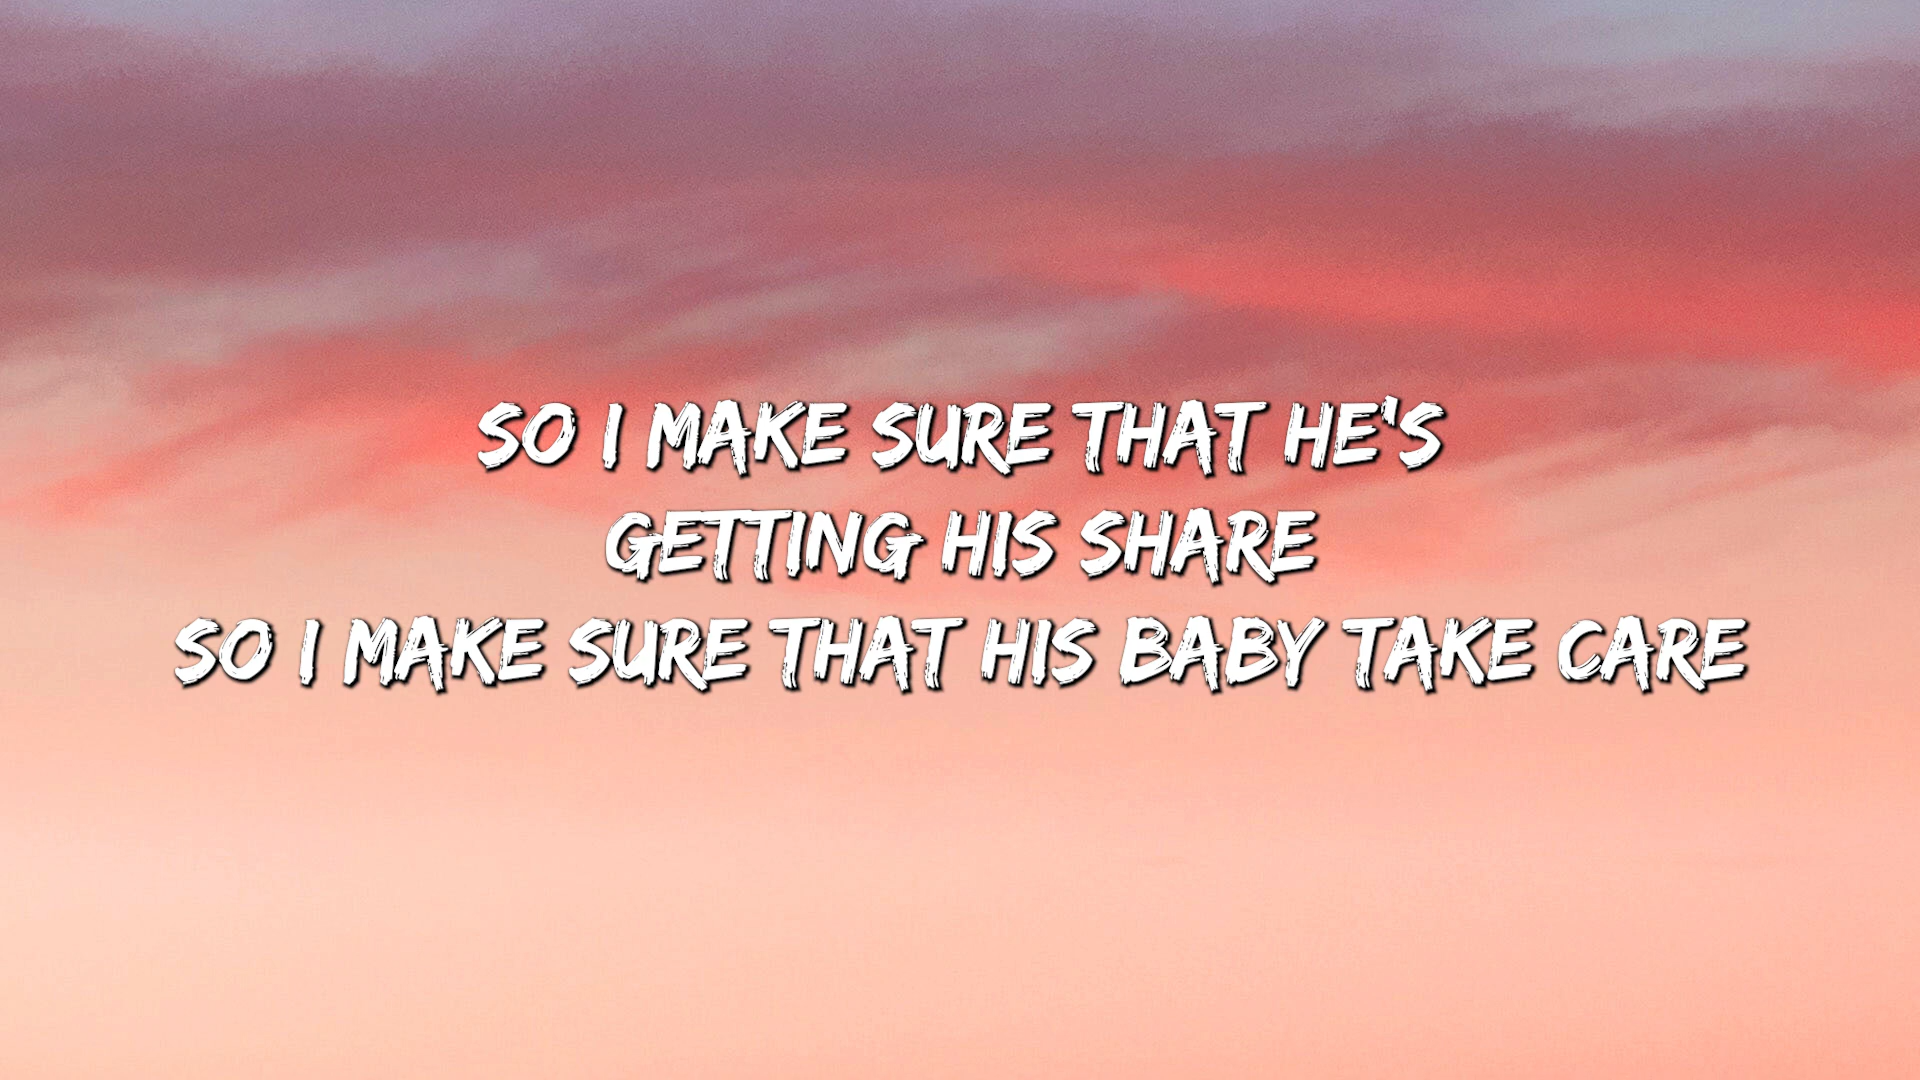 SO I MAKE SURE THAT HE'S
GETTING HIS SHARE
SO I MAKE SURE THAT HIS BABY TAKE CARE